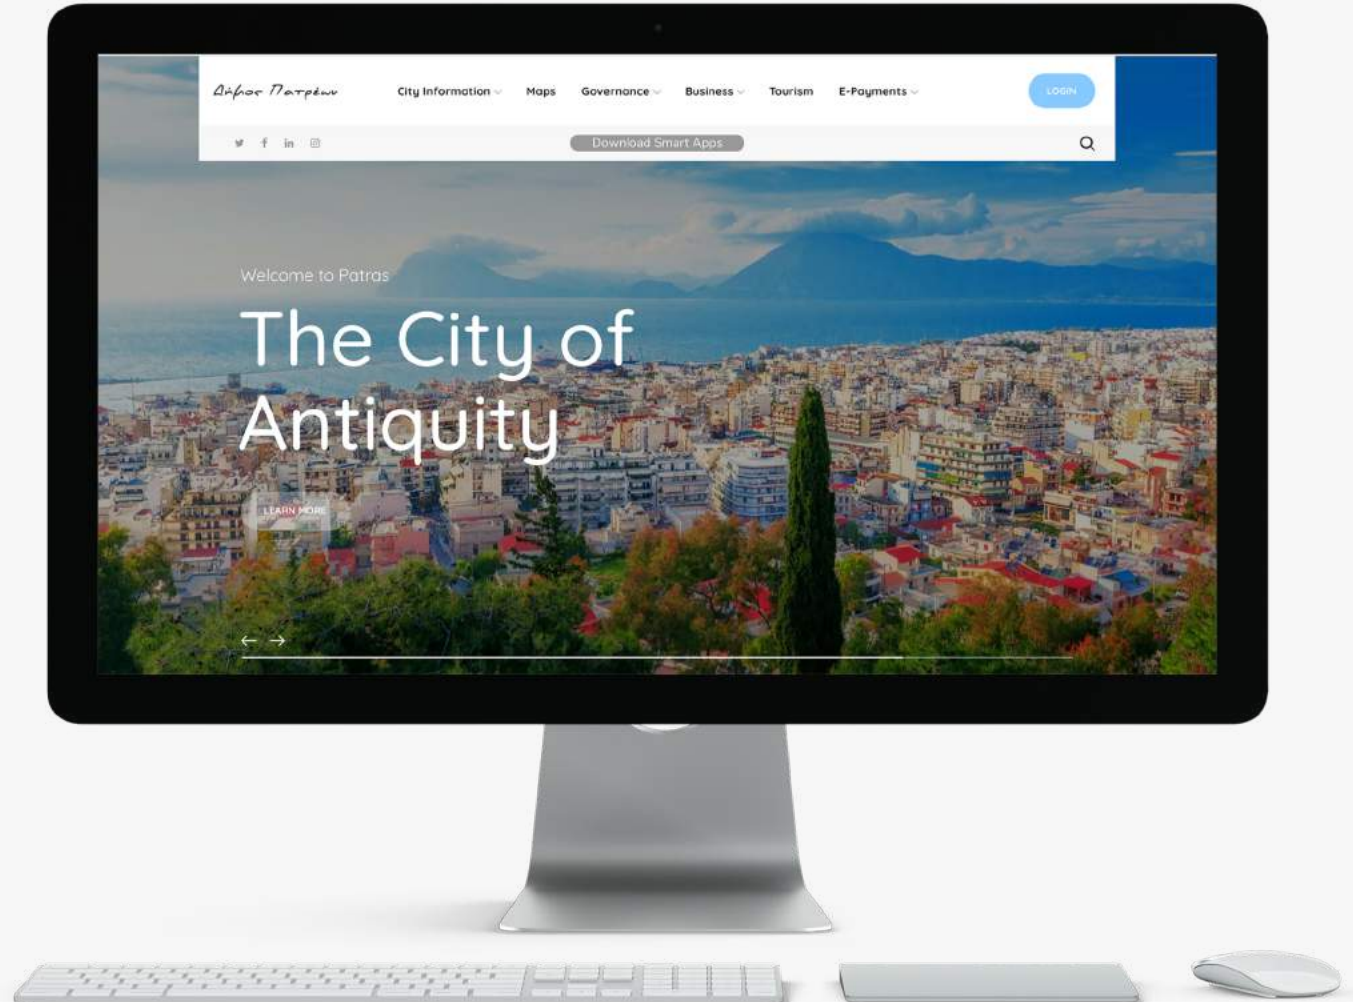 Δήμος Πατρέων
City Information Maps Governance Business Tourism E-Payments LOGIN
Download Smart Apps
Welcome to Patras
The City of
Antiquity
LEARN MORE